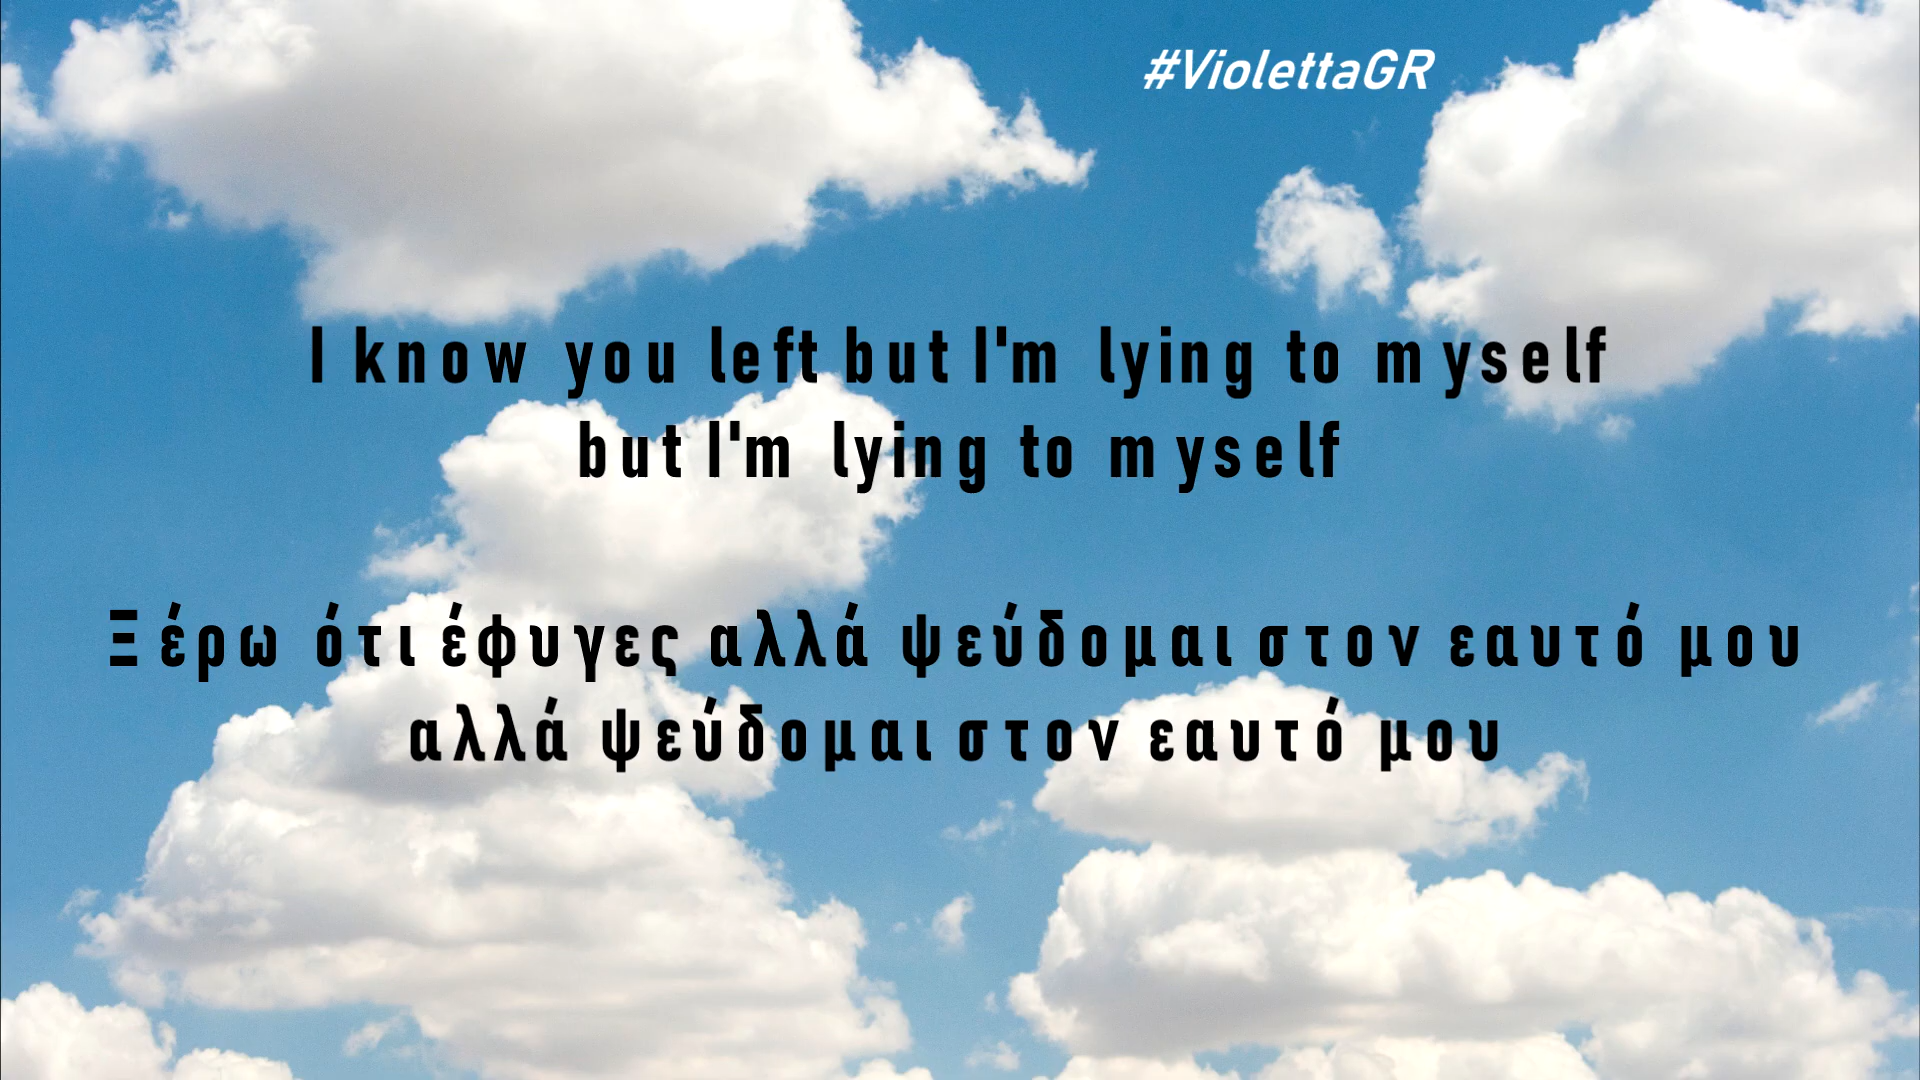 #ViolettaGR
I know you left but I'm lying to myself
but I'm lying to myself
Ξέρω ότι έφυγες αλλά ψεύδομαι στον εαυτό μου
αλλά ψεύδομαι στον εαυτό μου